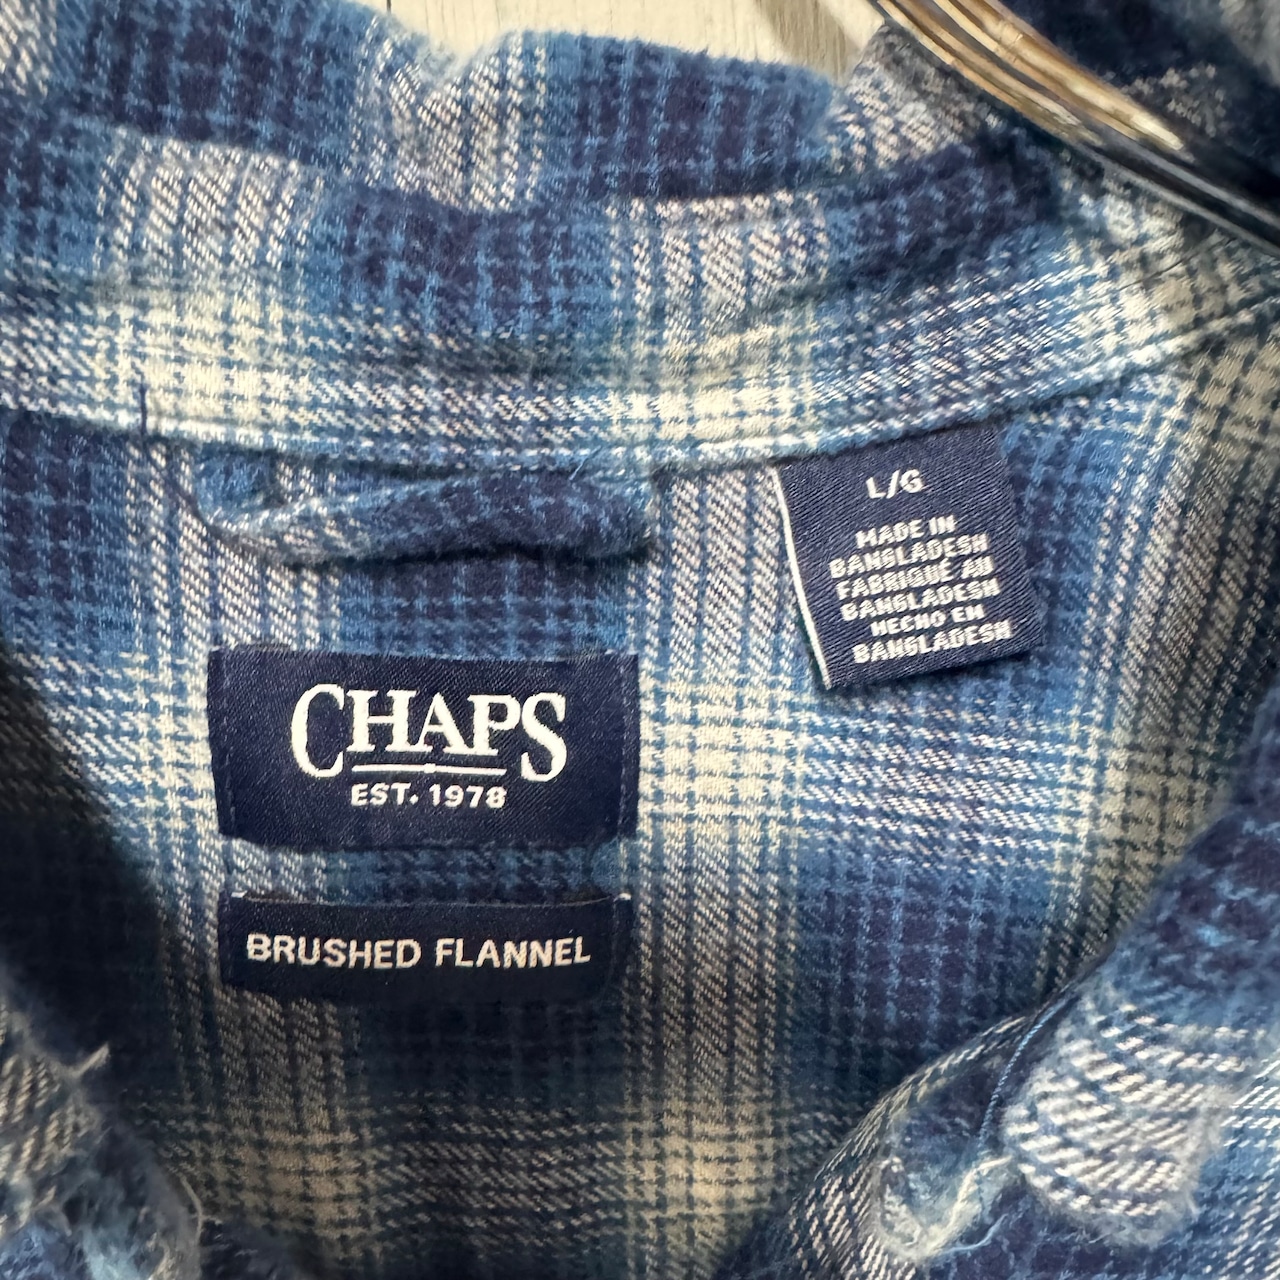 L/G
MADE IN
BANGLADESH
FABRIQUÉ AU
BANGLADESH
HECHO EN
BANGLADESH
CHAPS
EST. 1978
BRUSHED FLANNEL